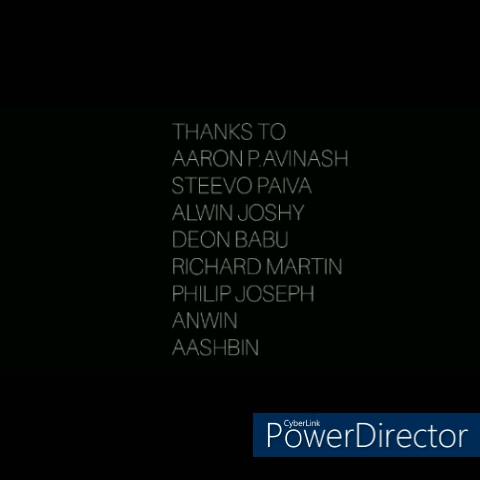 THANKS TO
AARON P.AVINASH
STEEVO PAIVA
ALWIN JOSHY
DEON BABU
RICHARD MARTIN
PHILIP JOSEPH
ANWIN
AASHBIN
CyberLink
PowerDirector